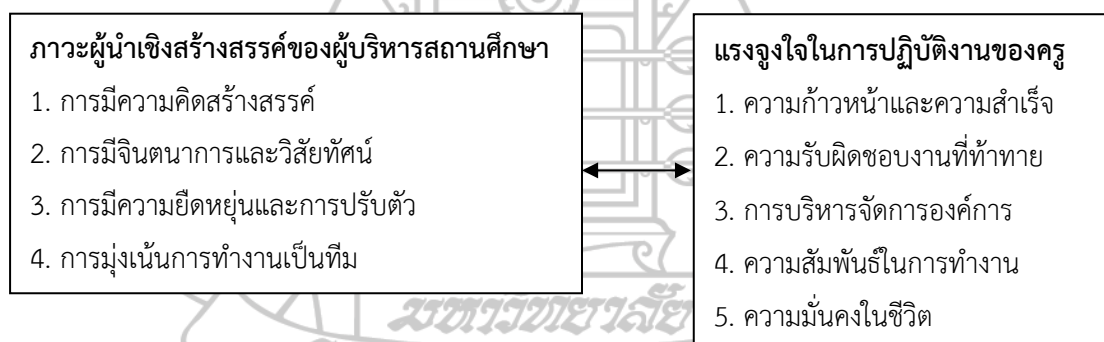 ภาวะผู้นำเชิงสร้างสรรค์ของผู้บริหารสถานศึกษา
1. การมีความคิดสร้างสรรค์
2. การมีจินตนาการและวิสัยทัศน์
3. การมีความยืดหยุ่นและการปรับตัว
4. การมุ่งเน้นการทำงานเป็นทีม
แรงจูงใจในการปฏิบัติงานของครู
1. ความก้าวหน้าและความสำเร็จ
2. ความรับผิดชอบงานที่ท้าทาย
3. การบริหารจัดการองค์การ
4. ความสัมพันธ์ในการทำงาน
5. ความมั่นคงในชีวิต
มหาวิทยาลัย